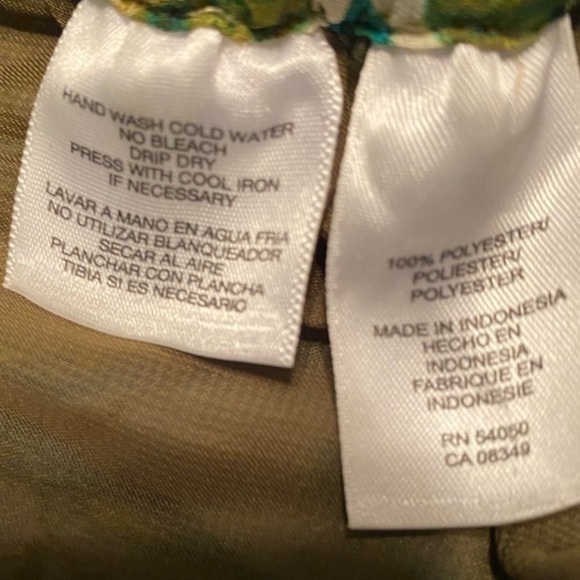 HAND WASH COLD WATER
NO BLEACH
DRIP DRY
PRESS WITH COOL IRON
IF NECESSARY
LAVAR A MANO EN AGUA FRIA
NO UTILIZAR BLANQUEADOR
SECAR AL AIRE
PLANCHAR CON PLANCHA
TIBIA SI ES NECESARIO
100% POLYESTER/
POLIESTER/
POLYESTER
MADE IN INDONESIA
HECHO EN
INDONESIA
FABRIQUE EN
INDONESIE
RN 54050
CA 08349